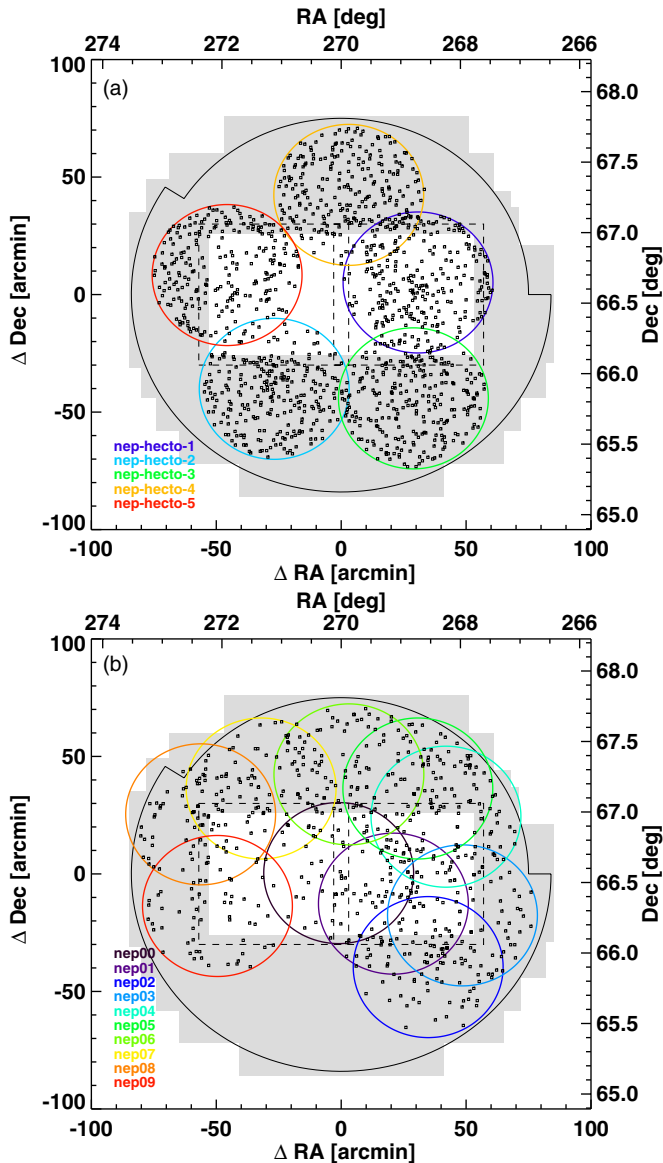 RA [deg]
274 272 270 268 266
(a)
100
50
0
-50
-100
Δ Dec [arcmin]
68.0
67.5
67.0
66.5
66.0
65.5
65.0
Dec [deg]
nep-hecto-1
nep-hecto-2
nep-hecto-3
nep-hecto-4
nep-hecto-5
-100 -50 0 50 100
Δ RA [arcmin]
RA [deg]
274 272 270 268 266
(b)
100
50
0
-50
-100
Δ Dec [arcmin]
68.0
67.5
67.0
66.5
66.0
65.5
65.0
Dec [deg]
nep00
nep01
nep02
nep03
nep04
nep05
nep06
nep07
nep08
nep09
-100 -50 0 50 100
Δ RA [arcmin]